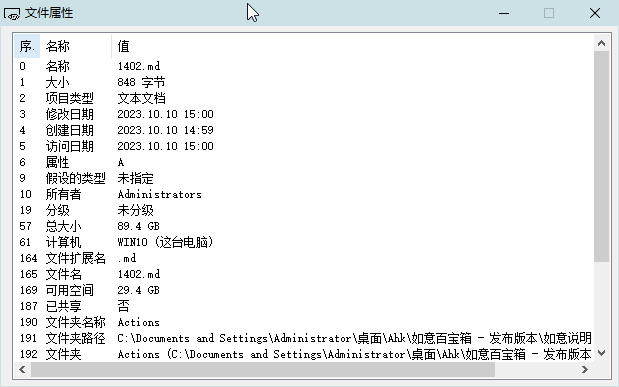 文件属性
序. 名称 值
0 名称 1402.md
1 大小 848 字节
2 项目类型 文本文档
3 修改日期 2023.10.10 15:00
4 创建日期 2023.10.10 14:59
5 访问日期 2023.10.10 15:00
6 属性 A
9 假设的类型 未指定
10 所有者 Administrators
19 分级 未分级
57 总大小 89.4 GB
61 计算机 WIN10 (这台电脑)
164 文件扩展名 .md
165 文件名 1402.md
169 可用空间 29.4 GB
187 已共享 否
190 文件夹名称 Actions
191 文件夹路径 C:\Documents and Settings\Administrator\桌面\Ahk\如意百宝箱 - 发布版本\如意说明
192 文件夹 Actions (C:\Documents and Settings\Administrator\桌面\Ahk\如意百宝箱 - 发布版本